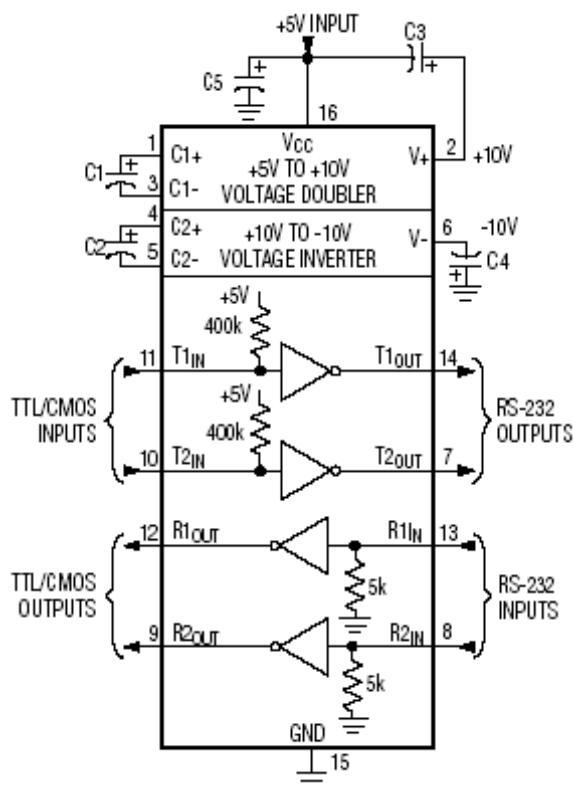 +5V INPUT
C3
+
C5
+
16
1
C1+
VCC
V+
2
+10V
+
C1
+5V TO +10V
3
C1-
VOLTAGE DOUBLER
4
C2+
+10V TO -10V
V-
6
-10V
+
C2
5
C2-
VOLTAGE INVERTER
C4
+
+5V
400k
11
T1IN
T1OUT
14
TTL/CMOS
INPUTS
+5V
RS-232
OUTPUTS
400k
10
T2IN
T2OUT
7
12
R1OUT
R1IN
13
TTL/CMOS
OUTPUTS
5k
RS-232
INPUTS
9
R2OUT
R2IN
8
5k
GND
15